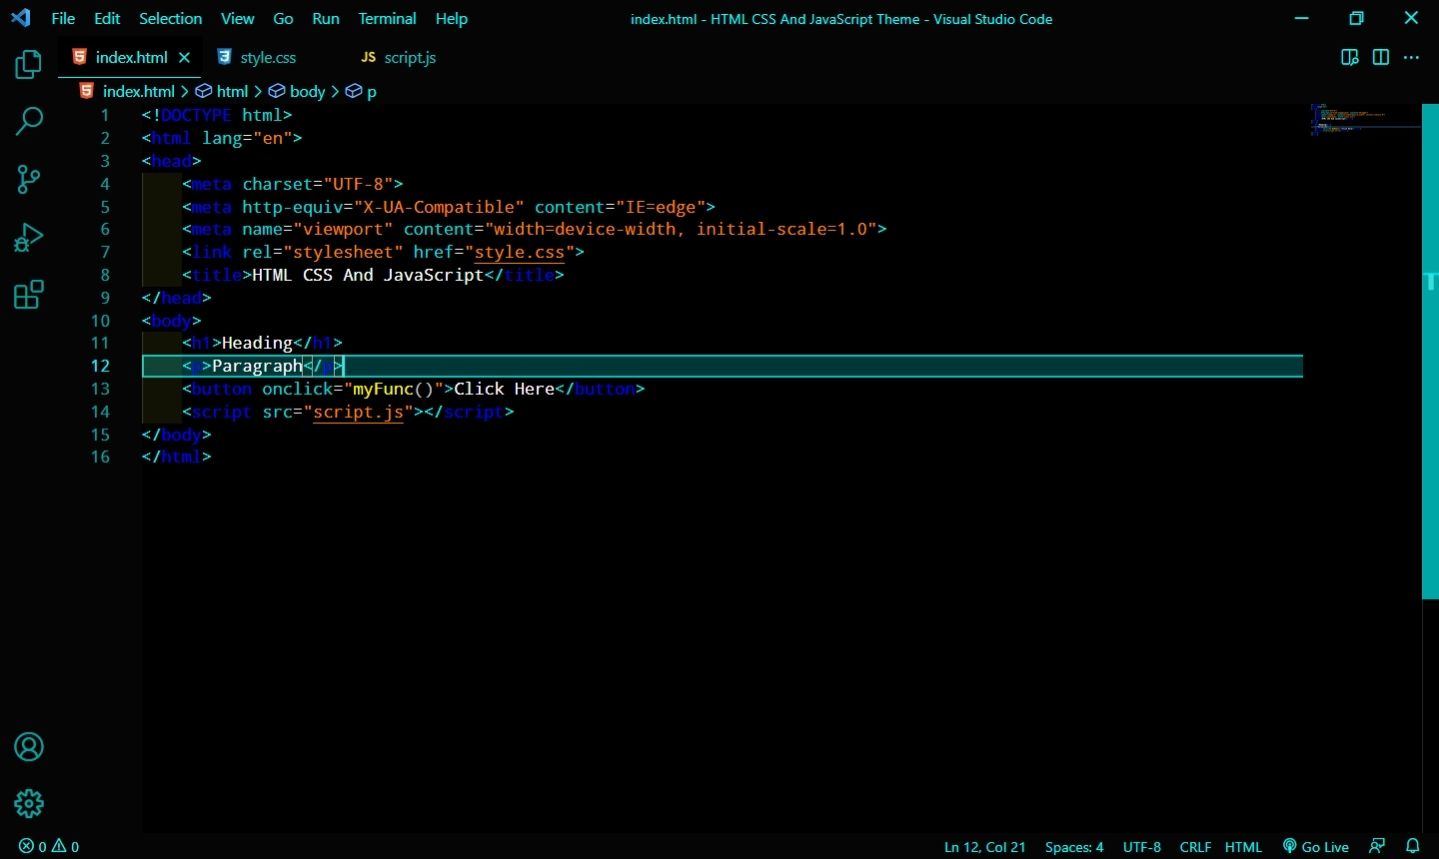 File Edit Selection View Go Run Terminal Help index.html - HTML CSS And JavaScript Theme - Visual Studio Code
index.html style.css JS script.js
index.html > html > body > p
1 <!DOCTYPE html>
2 <html lang="en">
3 <head>
4 <meta charset="UTF-8">
5 <meta http-equiv="X-UA-Compatible" content="IE=edge">
6 <meta name="viewport" content="width=device-width, initial-scale=1.0">
7 <link rel="stylesheet" href="style.css">
8 <title>HTML CSS And JavaScript</title>
9 </head>
10 <body>
11 <h1>Heading</h1>
12 <p>Paragraph</p>
13 <button onclick="myFunc()">Click Here</button>
14 <script src="script.js"></script>
15 </body>
16 </html>
0 0 Ln 12, Col 21 Spaces: 4 UTF-8 CRLF HTML Go Live